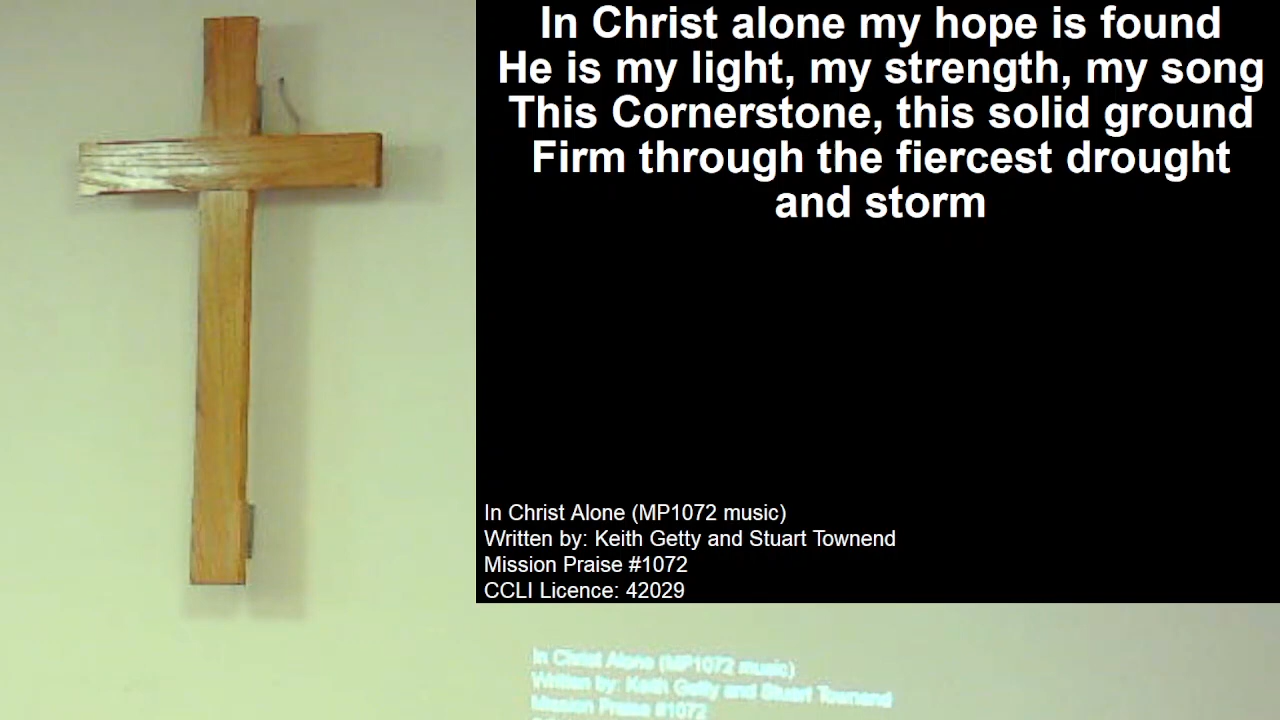 In Christ alone my hope is found
He is my light, my strength, my song
This Cornerstone, this solid ground
Firm through the fiercest drought
and storm
In Christ Alone (MP1072 music)
Written by: Keith Getty and Stuart Townend
Mission Praise #1072
CCLI Licence: 42029
In Christ Alone (MP1072 music)
Written by: Keith Getty and Stuart Townend
Mission Praise #1072